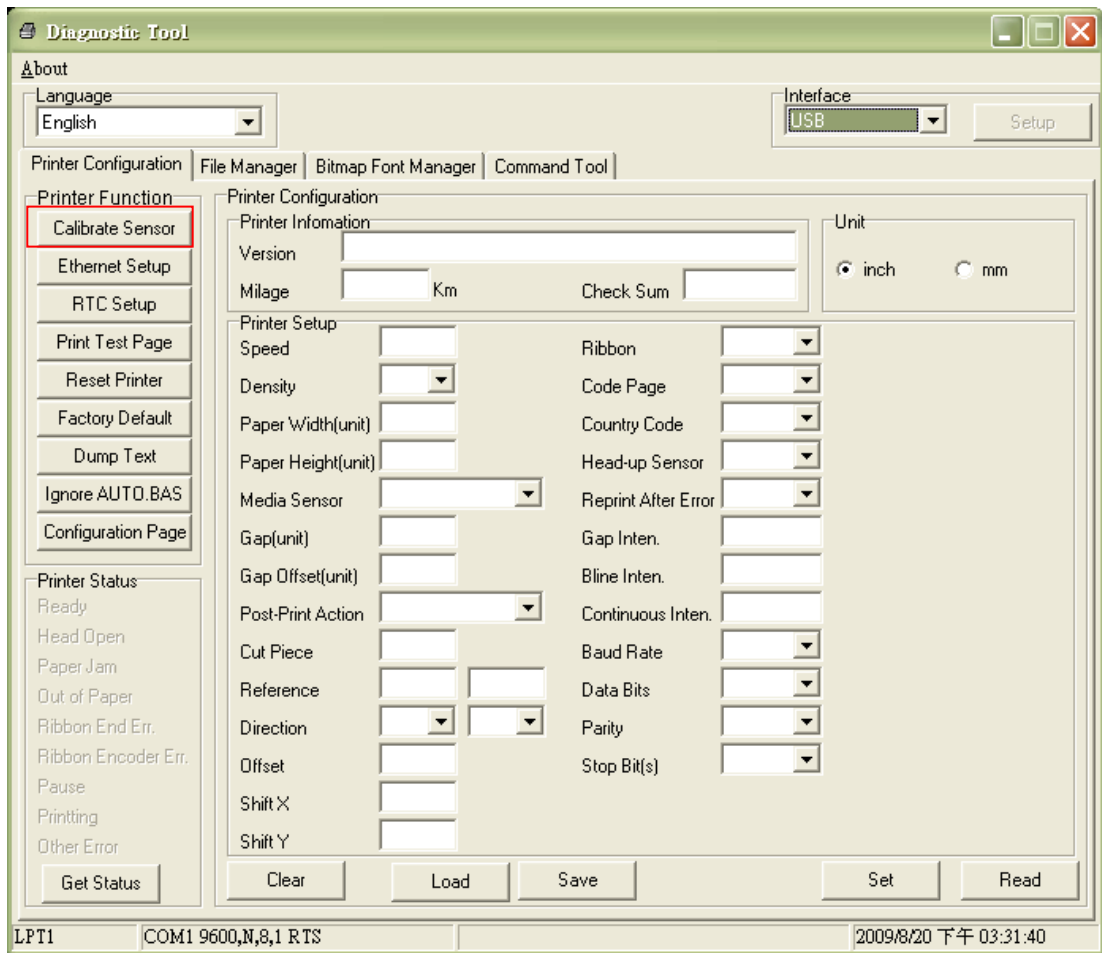 Diagnostic Tool
About
Language
English
Interface
USB
Setup
Printer Configuration
File Manager
Bitmap Font Manager
Command Tool
Printer Function
Calibrate Sensor
Ethernet Setup
RTC Setup
Print Test Page
Reset Printer
Factory Default
Dump Text
Ignore AUTO.BAS
Configuration Page
Printer Status
Ready
Head Open
Paper Jam
Out of Paper
Ribbon End Err.
Ribbon Encoder Err.
Pause
Printting
Other Error
Get Status
Printer Configuration
Printer Infomation
Version
Milage Km
Check Sum
Unit
inch
mm
Printer Setup
Speed
Density
Paper Width(unit)
Paper Height(unit)
Media Sensor
Gap(unit)
Gap Offset(unit)
Post-Print Action
Cut Piece
Reference
Direction
Offset
Shift X
Shift Y
Ribbon
Code Page
Country Code
Head-up Sensor
Reprint After Error
Gap Inten.
Bline Inten.
Continuous Inten.
Baud Rate
Data Bits
Parity
Stop Bit(s)
Clear
Load
Save
Set
Read
LPT1
COM1 9600,N,8,1 RTS
2009/8/20 下午 03:31:40